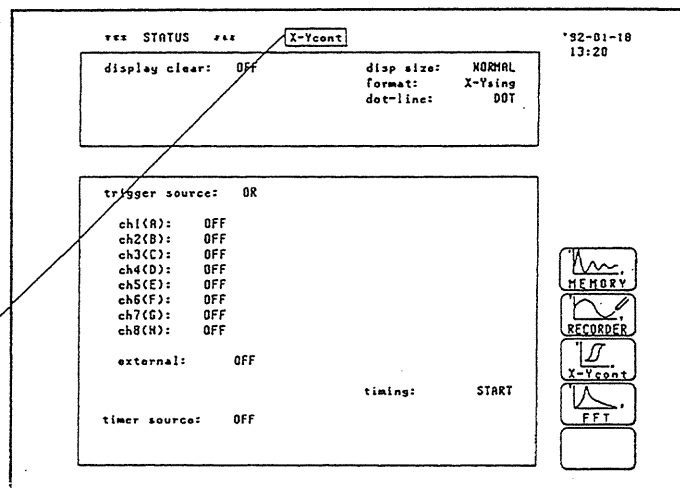 *** STATUS *** X-Ycont '92-01-18
13:20
display clear: OFF disp size: NORMAL
format: X-Ysing
dot-line: DOT
trigger source: OR
ch1(A): OFF
ch2(B): OFF
ch3(C): OFF
ch4(D): OFF
ch5(E): OFF
ch6(F): OFF
ch7(G): OFF
ch8(H): OFF
external: OFF
timing: START
timer source: OFF
MEMORY
RECORDER
X-Ycont
FFT